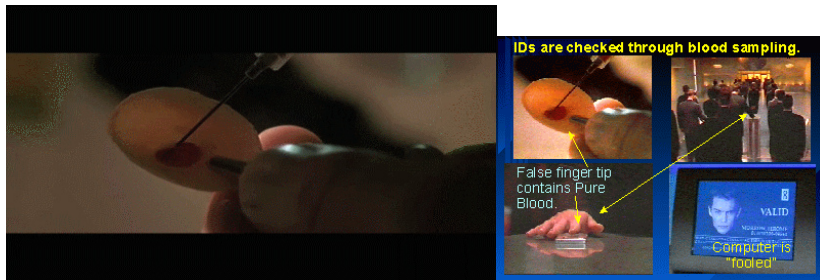 IDs are checked through blood sampling.
False finger tip
contains Pure
Blood.
VALID
Computer is
"fooled"